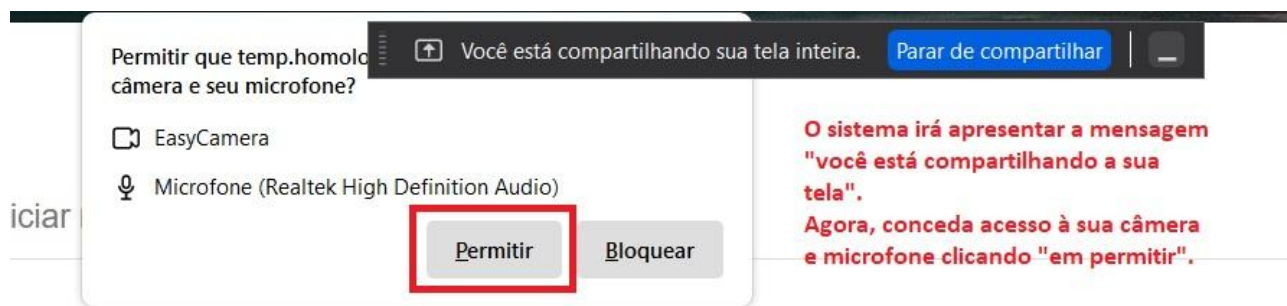 Permitir que temp.homolo
câmera e seu microfone?
Você está compartilhando sua tela inteira. Parar de compartilhar
EasyCamera
Microfone (Realtek High Definition Audio)
iciar
Permitir Bloquear
O sistema irá apresentar a mensagem
"você está compartilhando a sua
tela".
Agora, conceda acesso à sua câmera
e microfone clicando "em permitir".